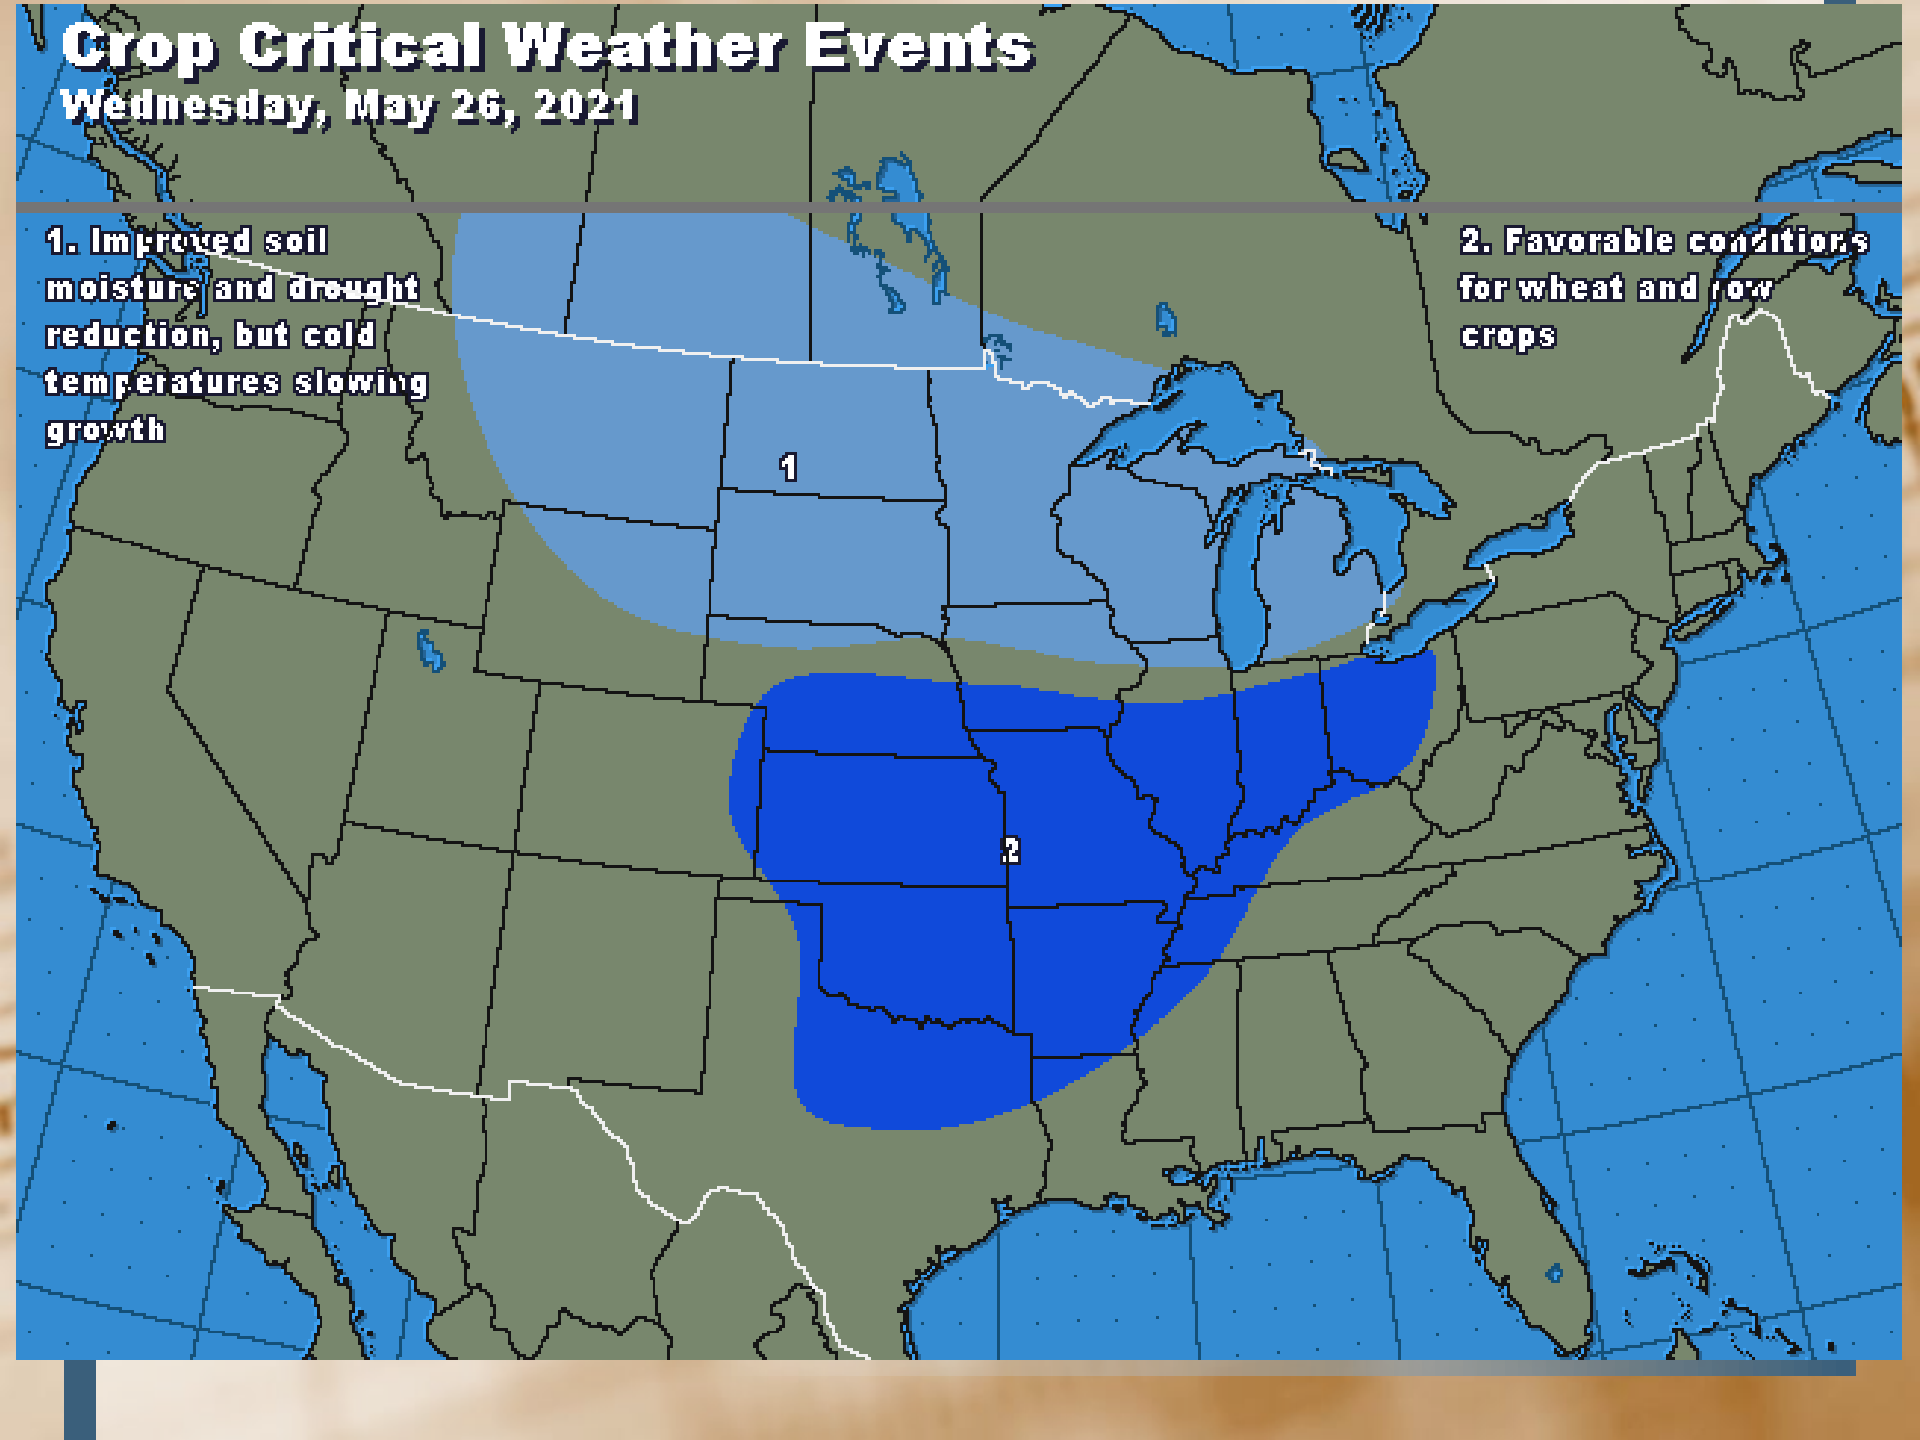 Crop Critical Weather Events
Wednesday, May 26, 2021
1. Improved soil
moisture and drought
reduction, but cold
temperatures slowing
growth
2. Favorable conditions
for wheat and row
crops
1
2